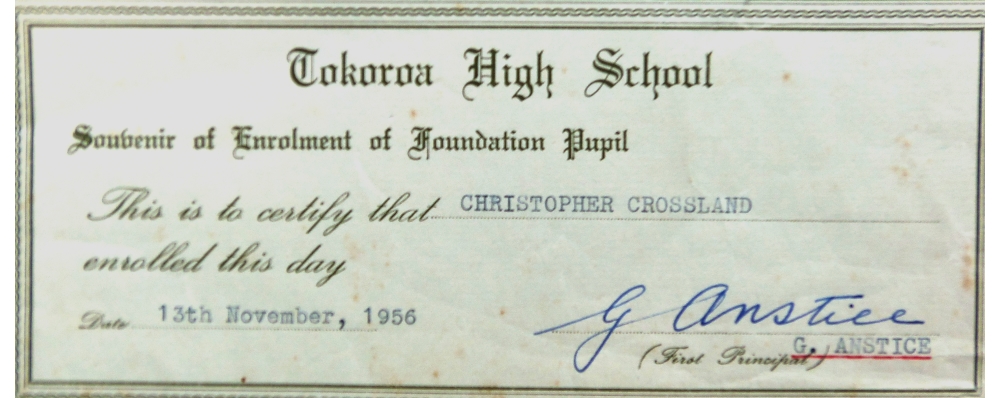 Tokoroa High School
Souvenir of Enrolment of Foundation Pupil
This is to certify that CHRISTOPHER CROSSLAND
enrolled this day
Date 13th November, 1956
G Anstice
G. ANSTICE
(First Principal)